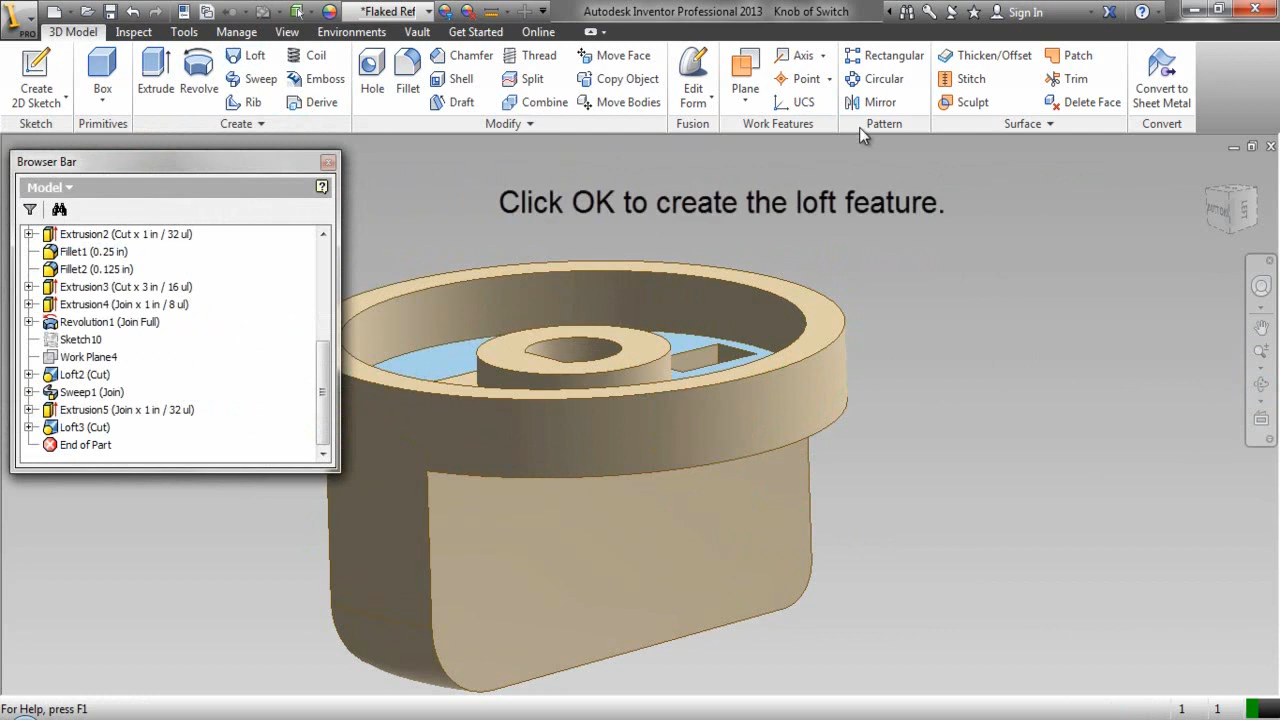 *Flaked Ref Autodesk Inventor Professional 2013 Knob of Switch Sign In
PRO 3D Model Inspect Tools Manage View Environments Vault Get Started Online
Create 2D Sketch
Box
Extrude Revolve
Loft Coil
Sweep Emboss
Rib Derive
Hole Fillet
Chamfer Thread Move Face
Shell Split Copy Object
Draft Combine Move Bodies
Edit Form
Plane
Axis
Point
UCS
Rectangular
Circular
Mirror
Thicken/Offset Patch
Stitch Trim
Sculpt Delete Face
Convert to Sheet Metal
Sketch Primitives Create Modify Fusion Work Features Pattern Surface Convert
Browser Bar
Model
Extrusion2 (Cut x 1 in / 32 ul)
Fillet1 (0.25 in)
Fillet2 (0.125 in)
Extrusion3 (Cut x 3 in / 16 ul)
Extrusion4 (Join x 1 in / 8 ul)
Revolution1 (Join Full)
Sketch10
Work Plane4
Loft2 (Cut)
Sweep1 (Join)
Extrusion5 (Join x 1 in / 32 ul)
Loft3 (Cut)
End of Part
Click OK to create the loft feature.
LEFT
For Help, press F1 1 1